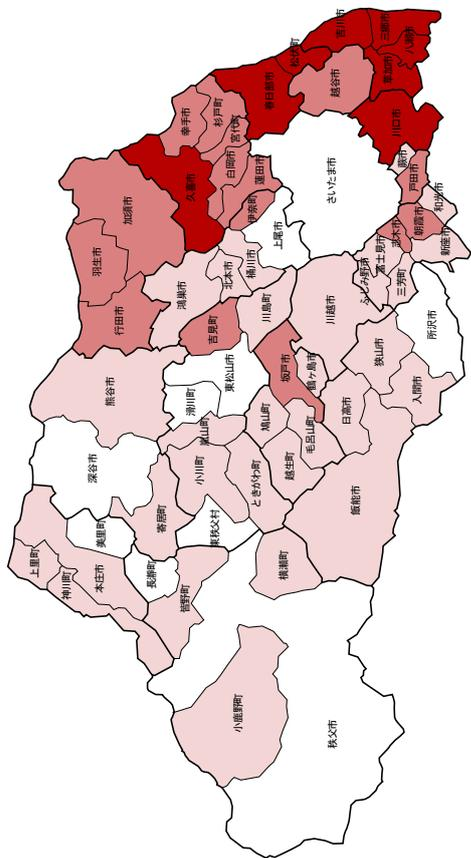 吉川市
三郷市
八潮市
松伏町
草加市
春日部市
越谷市
川口市
幸手市
杉戸町
宮代町
白岡市
蓮田市
久喜市
伊奈町
さいたま市
蕨市
戸田市
和光市
上尾市
志木市
朝霞市
新座市
加須市
羽生市
行田市
鴻巣市
北本市
桶川市
富士見市
ふじみ野市
三芳町
吉見町
川島町
川越市
所沢市
熊谷市
東松山市
滑川町
坂戸市
鶴ヶ島市
狭山市
入間市
嵐山町
鳩山町
毛呂山町
日高市
深谷市
小川町
ときがわ町
越生町
飯能市
寄居町
東秩父村
美里町
上里町
神川町
本庄市
長瀞町
皆野町
横瀬町
小鹿野町
秩父市